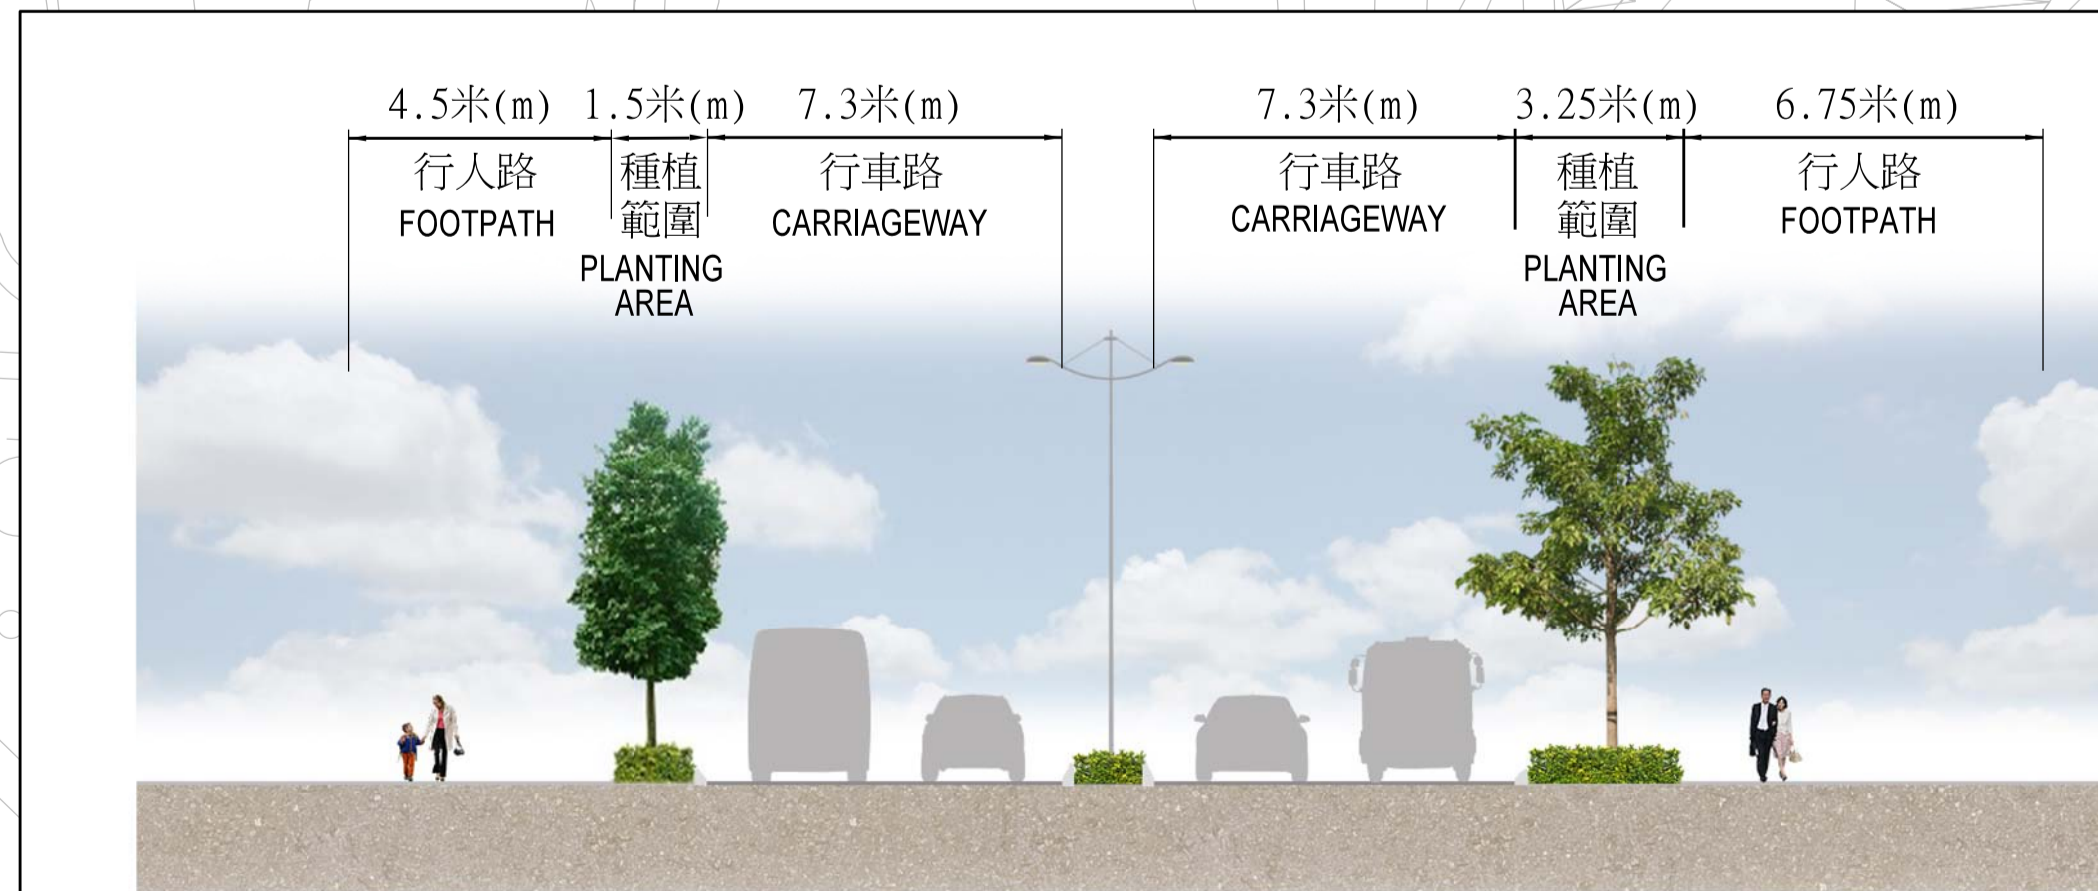 4.5米(m) 1.5米(m) 7.3米(m) 7.3米(m) 3.25米(m) 6.75米(m)
行人路 種植 行車路 行車路 種植 行人路
FOOTPATH 範圍 CARRIAGEWAY CARRIAGEWAY 範圍 FOOTPATH
PLANTING PLANTING
AREA AREA